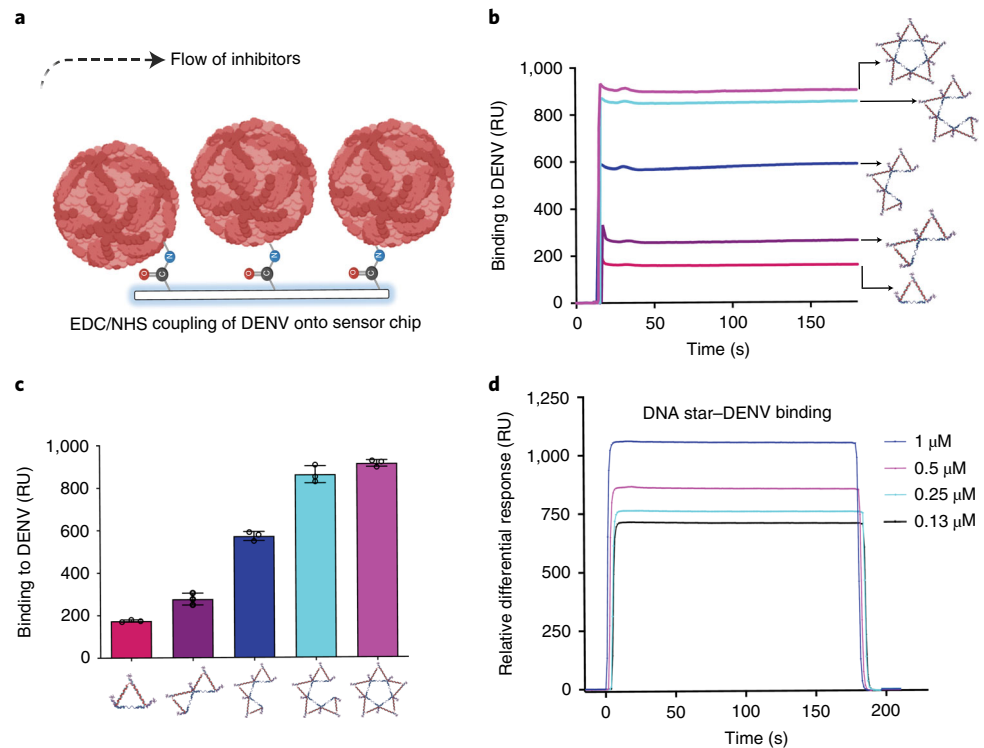 a
Flow of inhibitors
O
C
N
O
C
N
O
C
N
EDC/NHS coupling of DENV onto sensor chip
b
Binding to DENV (RU)
1,000
800
600
400
200
0
0
50
100
150
Time (s)
c
Binding to DENV (RU)
1,000
800
600
400
200
0
d
Relative differential response (RU)
1,250
1,000
750
500
250
0
DNA star–DENV binding
1 μM
0.5 μM
0.25 μM
0.13 μM
0
50
100
150
200
Time (s)